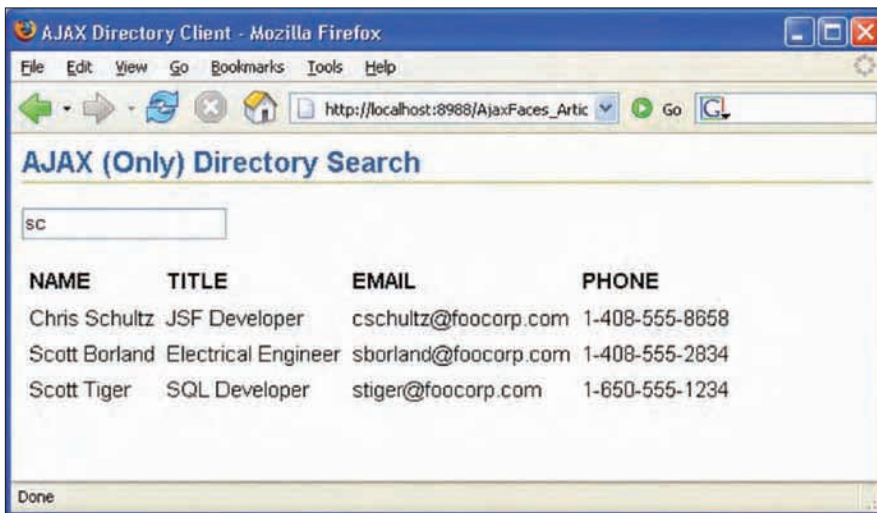 AJAX Directory Client - Mozilla Firefox
File Edit View Go Bookmarks Tools Help
http://localhost:8988/AjaxFaces_Artic Go G
AJAX (Only) Directory Search
sc
NAME TITLE EMAIL PHONE
Chris Schultz JSF Developer cschultz@foocorp.com 1-408-555-8658
Scott Borland Electrical Engineer sborland@foocorp.com 1-408-555-2834
Scott Tiger SQL Developer stiger@foocorp.com 1-650-555-1234
Done